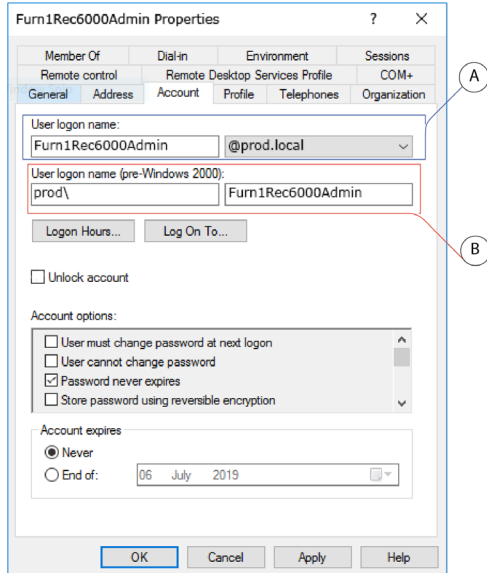 Furn1Rec6000Admin Properties ? X
Member Of Dial-in Environment Sessions
Remote control Remote Desktop Services Profile COM+
General Address Account Profile Telephones Organization
A
User logon name:
Furn1Rec6000Admin @prod.local
User logon name (pre-Windows 2000):
prod\ Furn1Rec6000Admin
B
Logon Hours... Log On To...
Unlock account
Account options:
User must change password at next logon
User cannot change password
Password never expires
Store password using reversible encryption
Account expires
Never
End of: 06 July 2019
OK Cancel Apply Help